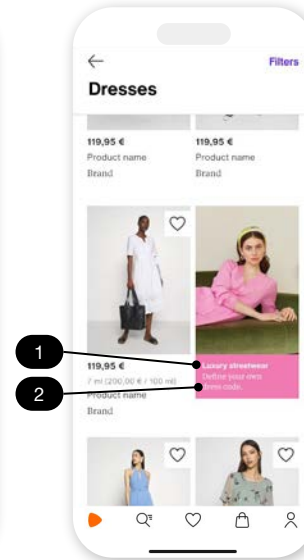 Filters
Dresses
119,95 €
Product name
Brand
119,95 €
Product name
Brand
1
2
119,95 €
7 ml (200,00 € / 100 ml)
Product name
Brand
Luxury streetwear
Define your own
dress code.